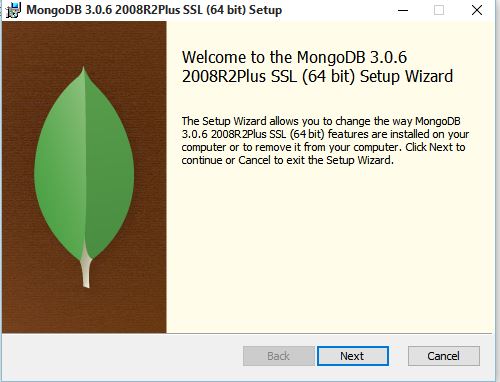 MongoDB 3.0.6 2008R2Plus SSL (64 bit) Setup
Welcome to the MongoDB 3.0.6
2008R2Plus SSL (64 bit) Setup Wizard
The Setup Wizard allows you to change the way MongoDB
3.0.6 2008R2Plus SSL (64 bit) features are installed on your
computer or to remove it from your computer. Click Next to
continue or Cancel to exit the Setup Wizard.
Back Next Cancel